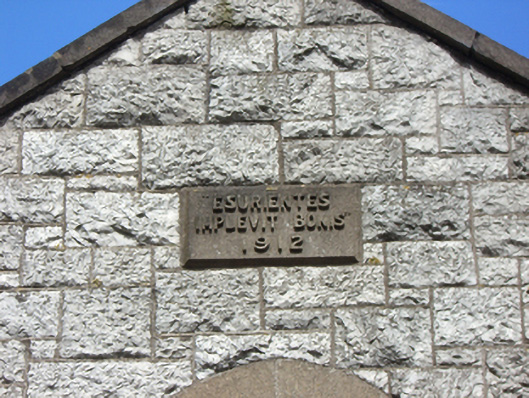 "ESURIENTES
IMPLEVIT BONIS"
1912